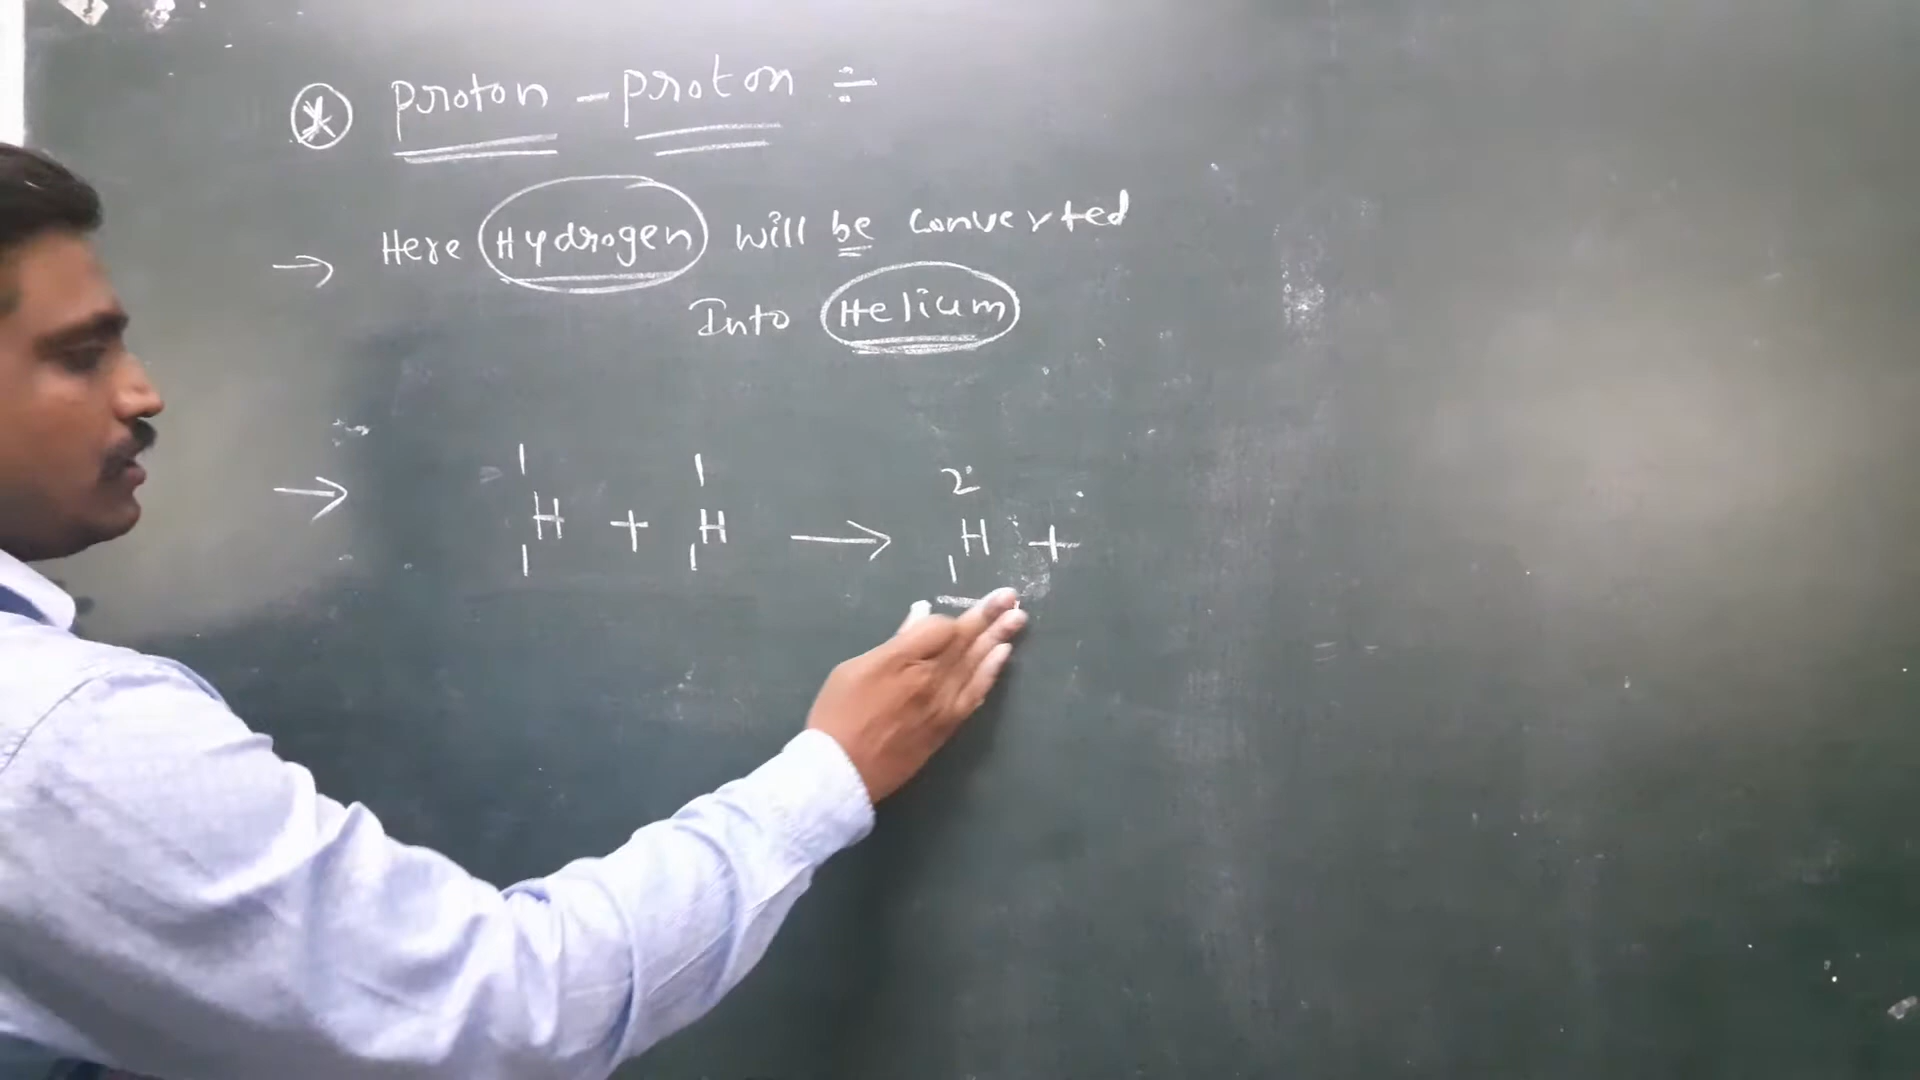 * proton - proton ÷
→ Here Hydrogen will be converted
Into Helium
→ ¹₁H + ¹₁H → ²₁H +